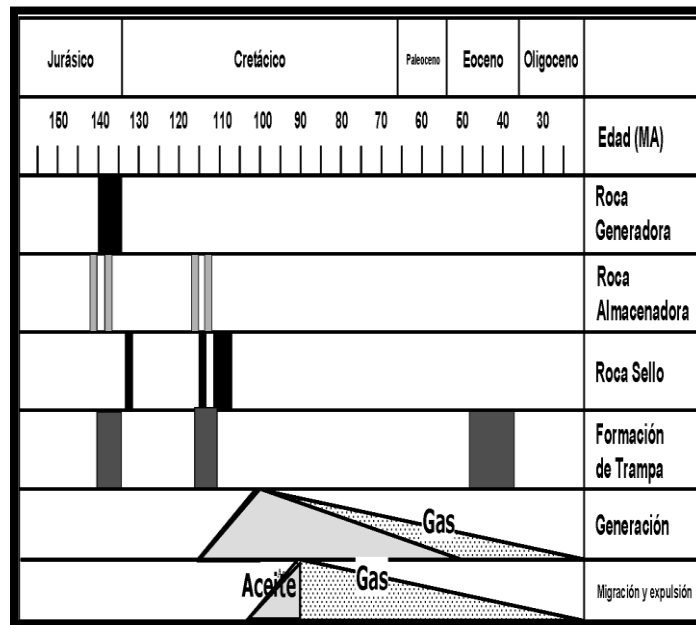 Jurásico Cretácico Paleoceno Eoceno Oligoceno
150 140 130 120 110 100 90 80 70 60 50 40 30 Edad (MA)
Roca
Generadora
Roca
Almacenadora
Roca Sello
Formación
de Trampa
Gas Generación
Aceite Gas Migración y expulsión